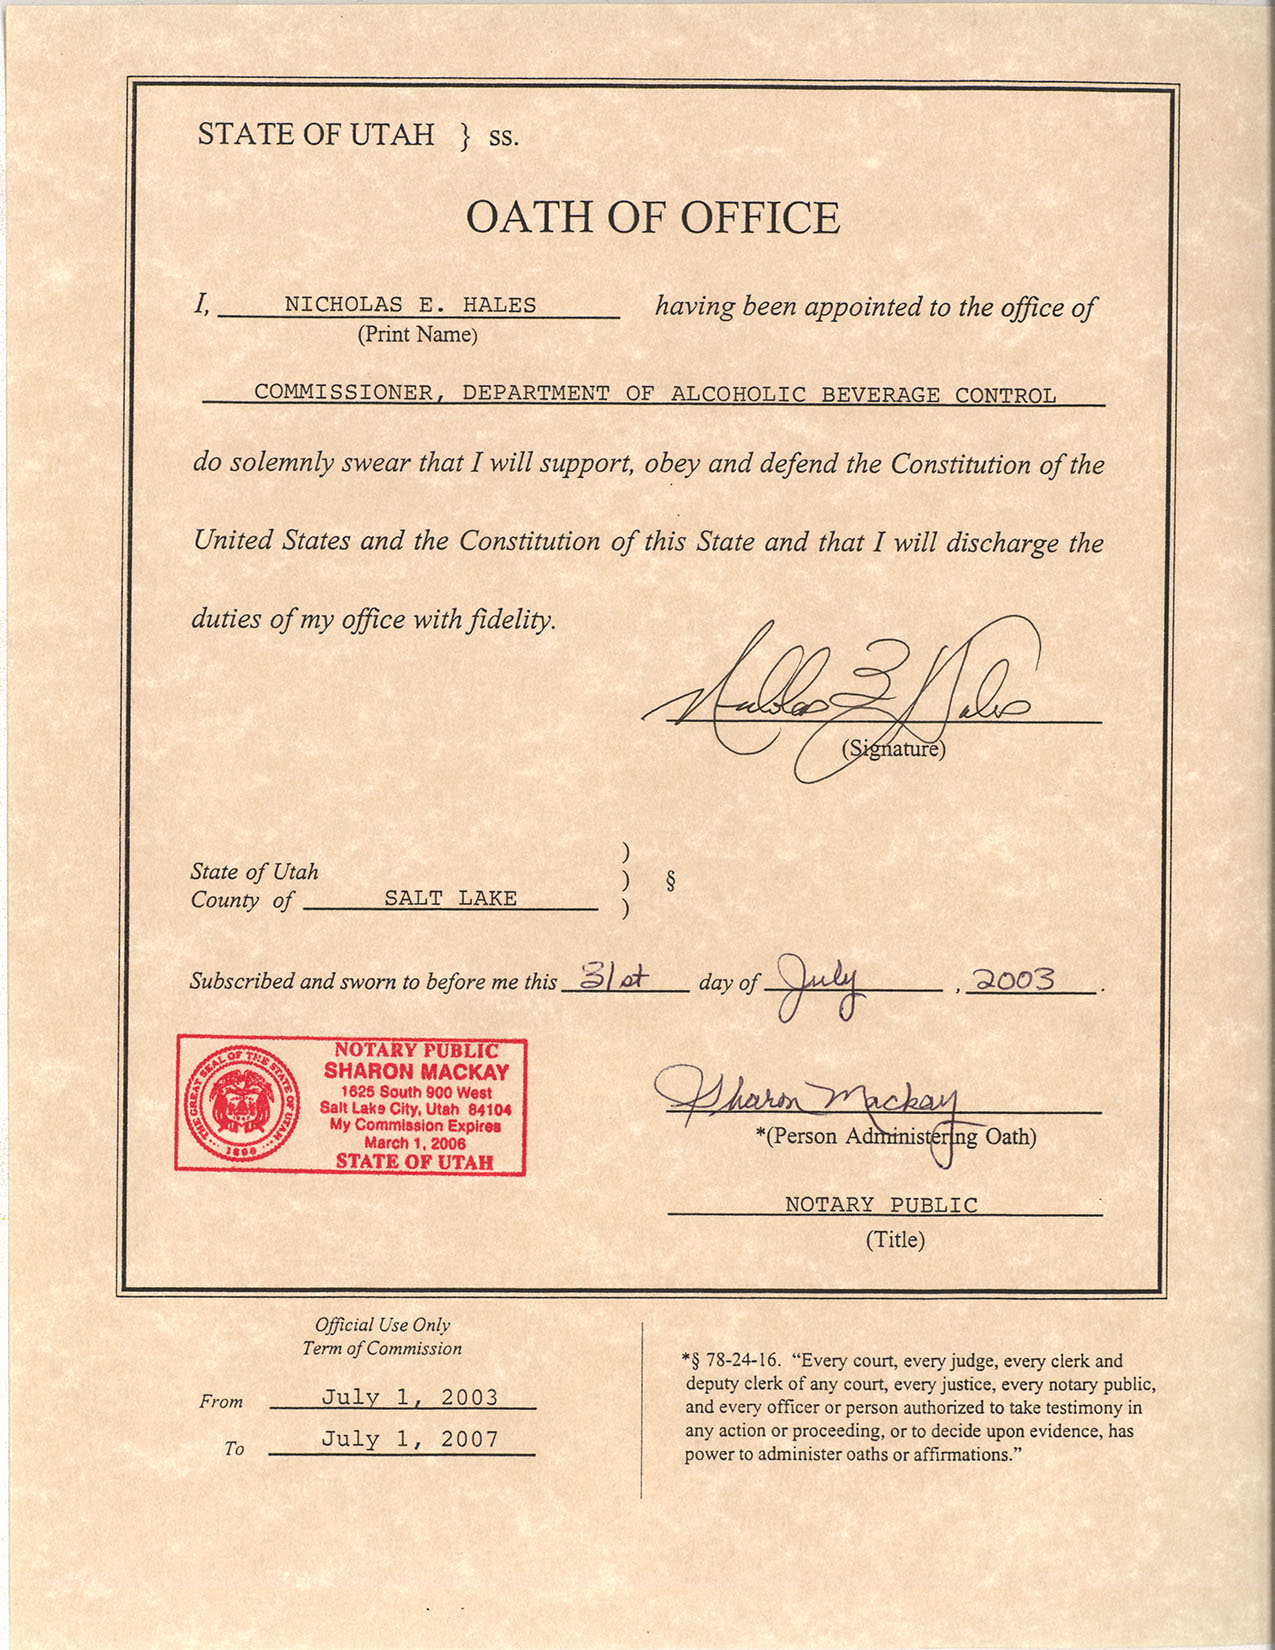 STATE OF UTAH } ss.
OATH OF OFFICE
I, NICHOLAS E. HALES having been appointed to the office of
(Print Name)
COMMISSIONER, DEPARTMENT OF ALCOHOLIC BEVERAGE CONTROL
do solemnly swear that I will support, obey and defend the Constitution of the
United States and the Constitution of this State and that I will discharge the
duties of my office with fidelity.
Nicholas E Hales
(Signature)
State of Utah )
) §
County of SALT LAKE )
Subscribed and sworn to before me this 31st day of July, 2003.
THE GREAT SEAL OF THE STATE OF UTAH
1896
NOTARY PUBLIC
SHARON MACKAY
1625 South 900 West
Salt Lake City, Utah 84104
My Commission Expires
March 1, 2006
STATE OF UTAH
Sharon Mackay
*(Person Administering Oath)
NOTARY PUBLIC
(Title)
Official Use Only
Term of Commission
From July 1, 2003
To July 1, 2007
*§ 78-24-16. “Every court, every judge, every clerk and
deputy clerk of any court, every justice, every notary public,
and every officer or person authorized to take testimony in
any action or proceeding, or to decide upon evidence, has
power to administer oaths or affirmations.”